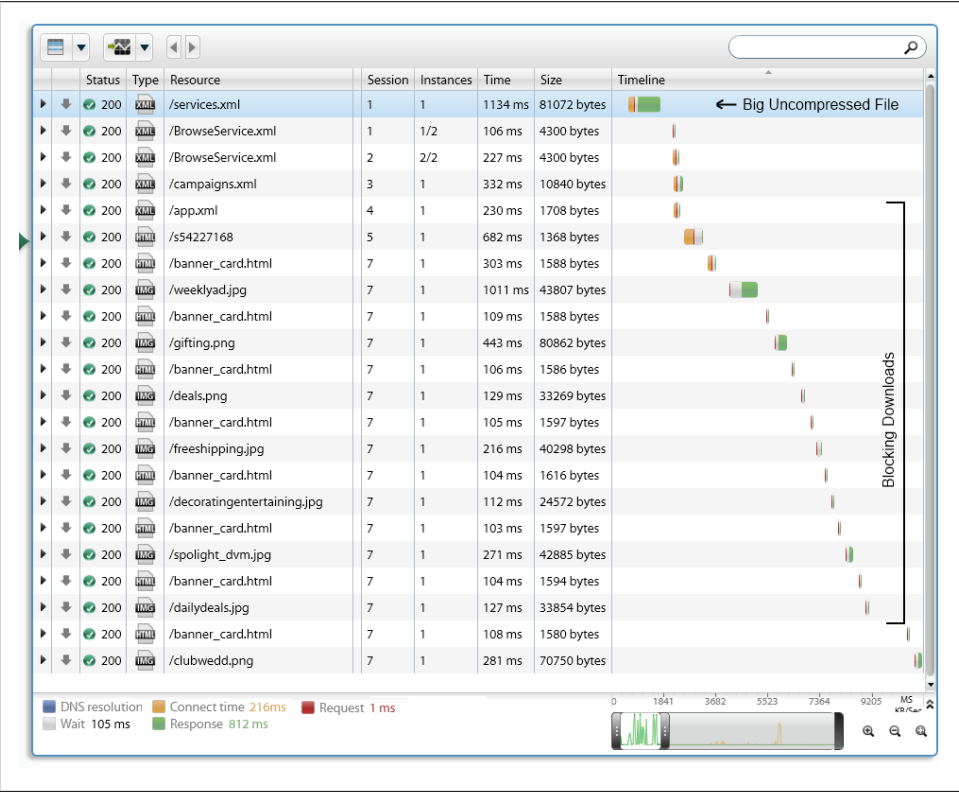 Status Type Resource Session Instances Time Size Timeline
200 XML /services.xml 1 1 1134 ms 81072 bytes ← Big Uncompressed File
200 XML /BrowseService.xml 1 1/2 106 ms 4300 bytes
200 XML /BrowseService.xml 2 2/2 227 ms 4300 bytes
200 XML /campaigns.xml 3 1 332 ms 10840 bytes
200 XML /app.xml 4 1 230 ms 1708 bytes
200 HTML /s54227168 5 1 682 ms 1368 bytes
200 HTML /banner_card.html 7 1 303 ms 1588 bytes
200 IMG /weeklyad.jpg 7 1 1011 ms 43807 bytes
200 HTML /banner_card.html 7 1 109 ms 1588 bytes
200 IMG /gifting.png 7 1 443 ms 80862 bytes
200 HTML /banner_card.html 7 1 106 ms 1586 bytes
200 IMG /deals.png 7 1 129 ms 33269 bytes
200 HTML /banner_card.html 7 1 105 ms 1597 bytes
200 IMG /freeshipping.jpg 7 1 216 ms 40298 bytes
200 HTML /banner_card.html 7 1 104 ms 1616 bytes
200 IMG /decoratingentertaining.jpg 7 1 112 ms 24572 bytes
200 HTML /banner_card.html 7 1 103 ms 1597 bytes
200 IMG /spolight_dvm.jpg 7 1 271 ms 42885 bytes
200 HTML /banner_card.html 7 1 104 ms 1594 bytes
200 IMG /dailydeals.jpg 7 1 127 ms 33854 bytes
200 HTML /banner_card.html 7 1 108 ms 1580 bytes
200 IMG /clubwedd.png 7 1 281 ms 70750 bytes
Blocking Downloads
DNS resolution Connect time 216ms Request 1 ms
Wait 105 ms Response 812 ms
0 1841 3682 5523 7364 9205 MS
KB/Sec